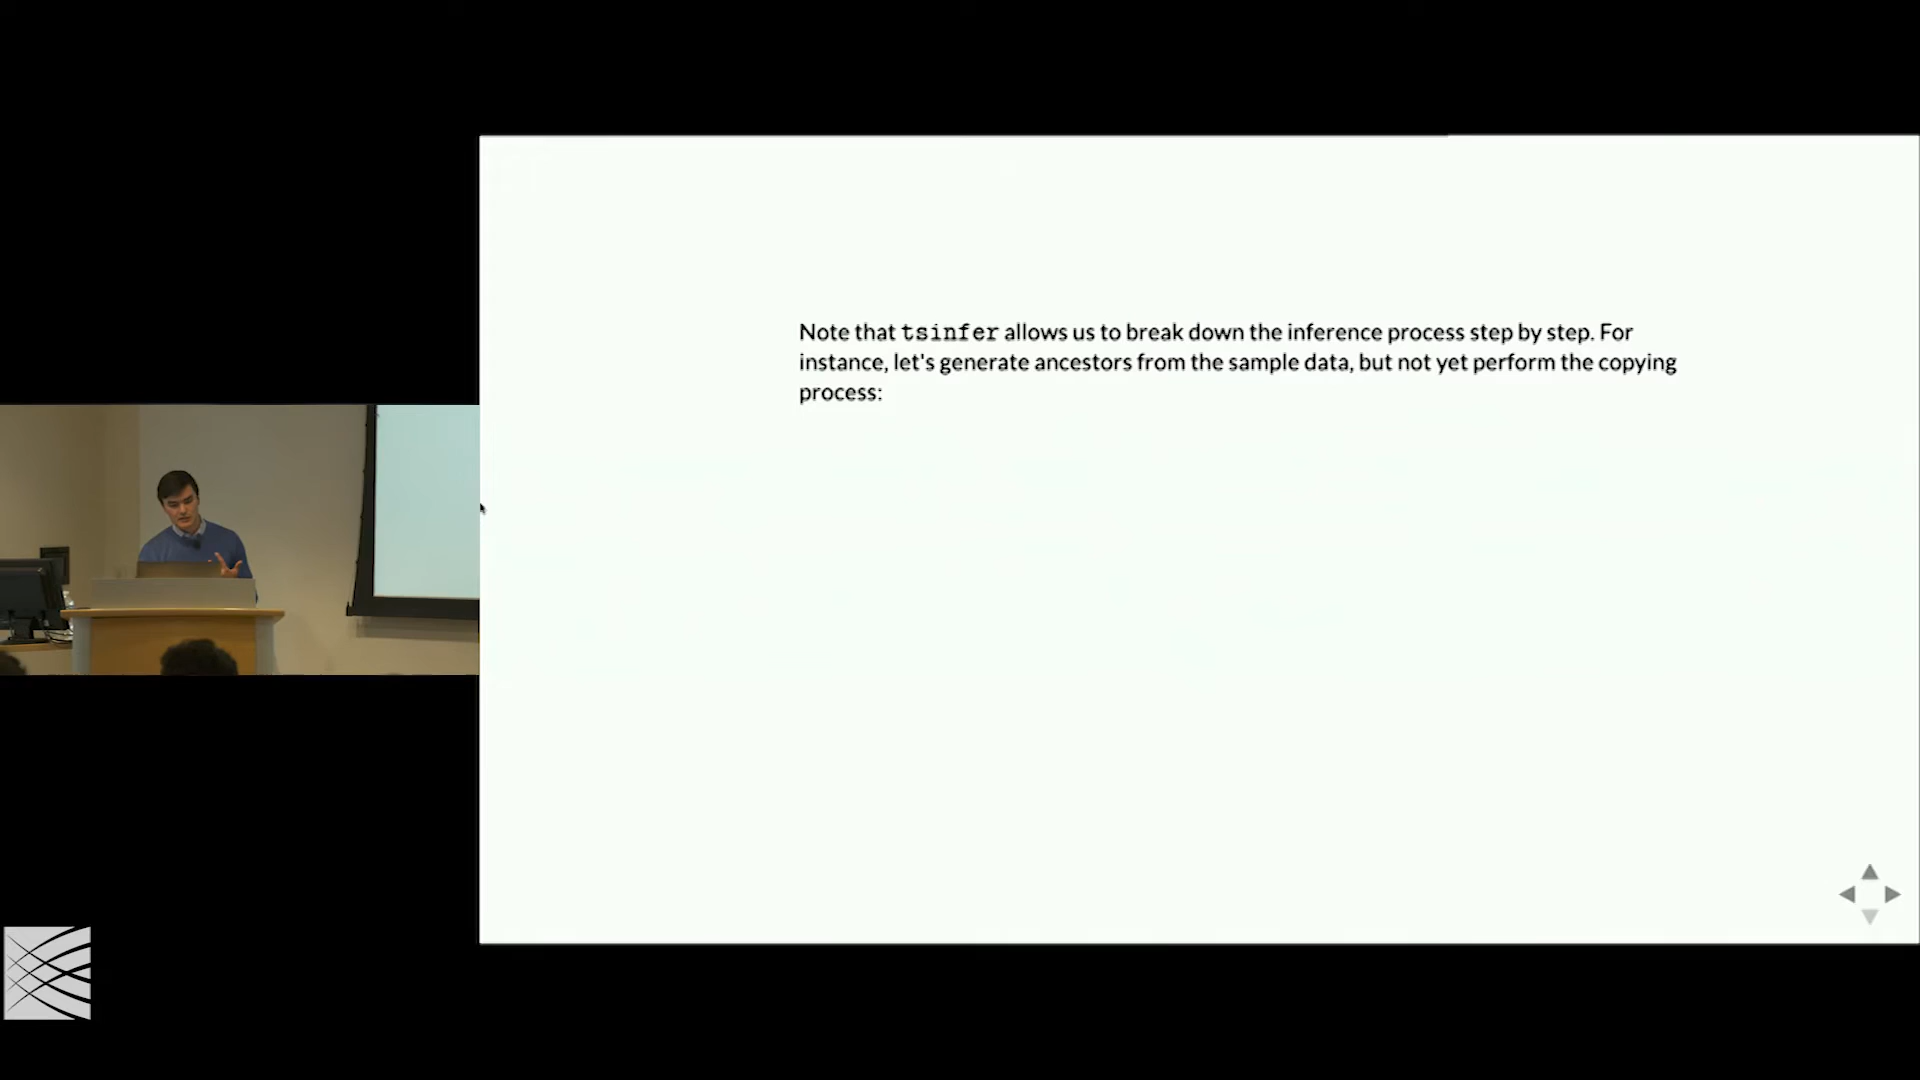 Note that tsinfer allows us to break down the inference process step by step. For
instance, let's generate ancestors from the sample data, but not yet perform the copying
process: